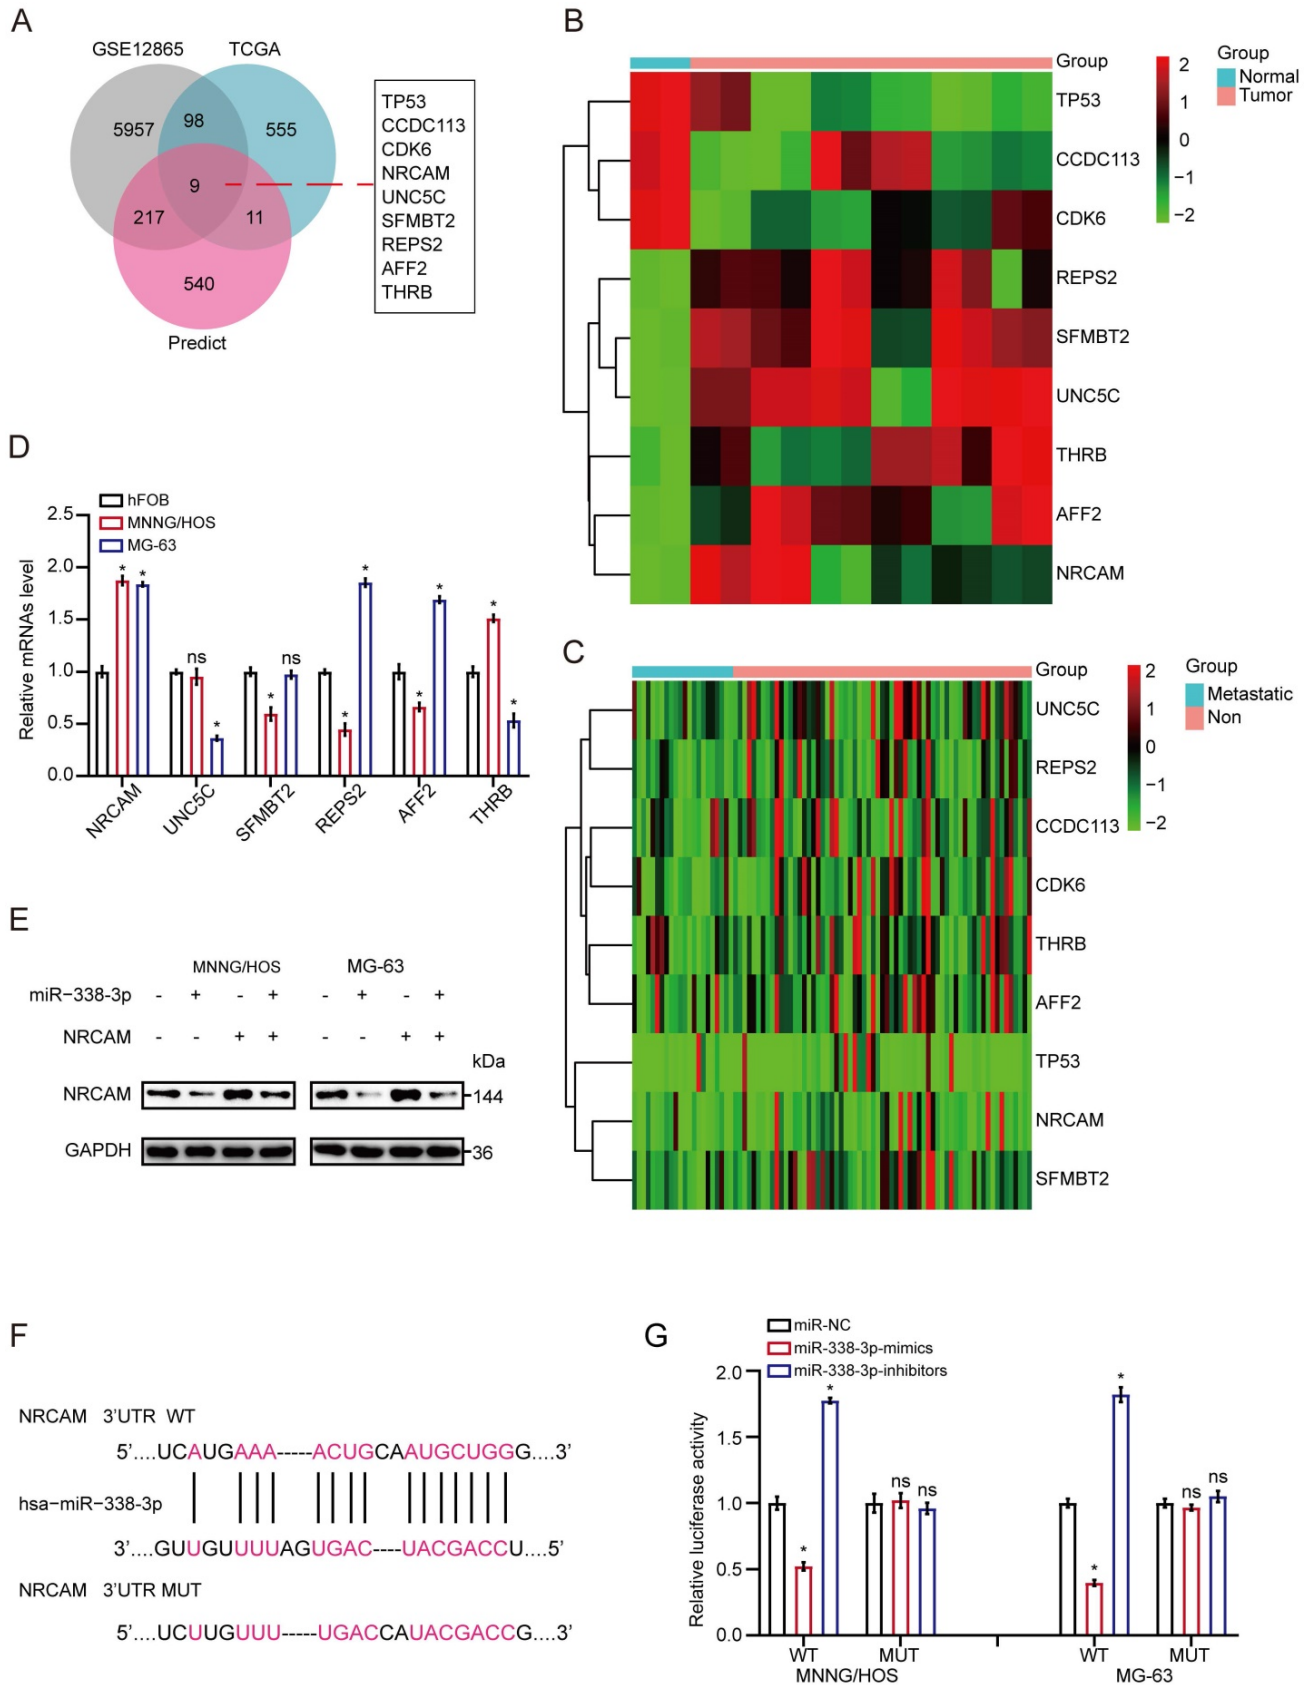 A
GSE12865 TCGA
5957 98 555
9
217 11
540
Predict
TP53
CCDC113
CDK6
NRCAM
UNC5C
SFMBT2
REPS2
AFF2
THRB
B
Group
TP53
CCDC113
CDK6
REPS2
SFMBT2
UNC5C
THRB
AFF2
NRCAM
2
1
0
−1
−2
Group
Normal
Tumor
C
Group
UNC5C
REPS2
CCDC113
CDK6
THRB
AFF2
TP53
NRCAM
SFMBT2
2
1
0
−1
−2
Group
Metastatic
Non
D
hFOB
MNNG/HOS
MG-63
Relative mRNAs level
2.5
2.0
1.5
1.0
0.5
0.0
* * ns * * ns * * * * * *
NRCAM UNC5C SFMBT2 REPS2 AFF2 THRB
E
MNNG/HOS MG-63
miR−338-3p - + - + - + - +
NRCAM - - + + - - + +
kDa
NRCAM -144
GAPDH -36
F
NRCAM 3'UTR WT
5'....UCAUGAAA-----ACUGCAAUGCUGGG....3'
hsa−miR−338-3p
3'....GUUGUUUUAGUGAC----UACGACCU....5'
NRCAM 3'UTR MUT
5'....UCUUGUUU-----UGACCAUACGACCG....3'
G
miR-NC
miR-338-3p-mimics
miR-338-3p-inhibitors
Relative luciferase activity
2.0
1.5
1.0
0.5
0.0
* * ns ns * * ns ns
WT MUT WT MUT
MNNG/HOS MG-63